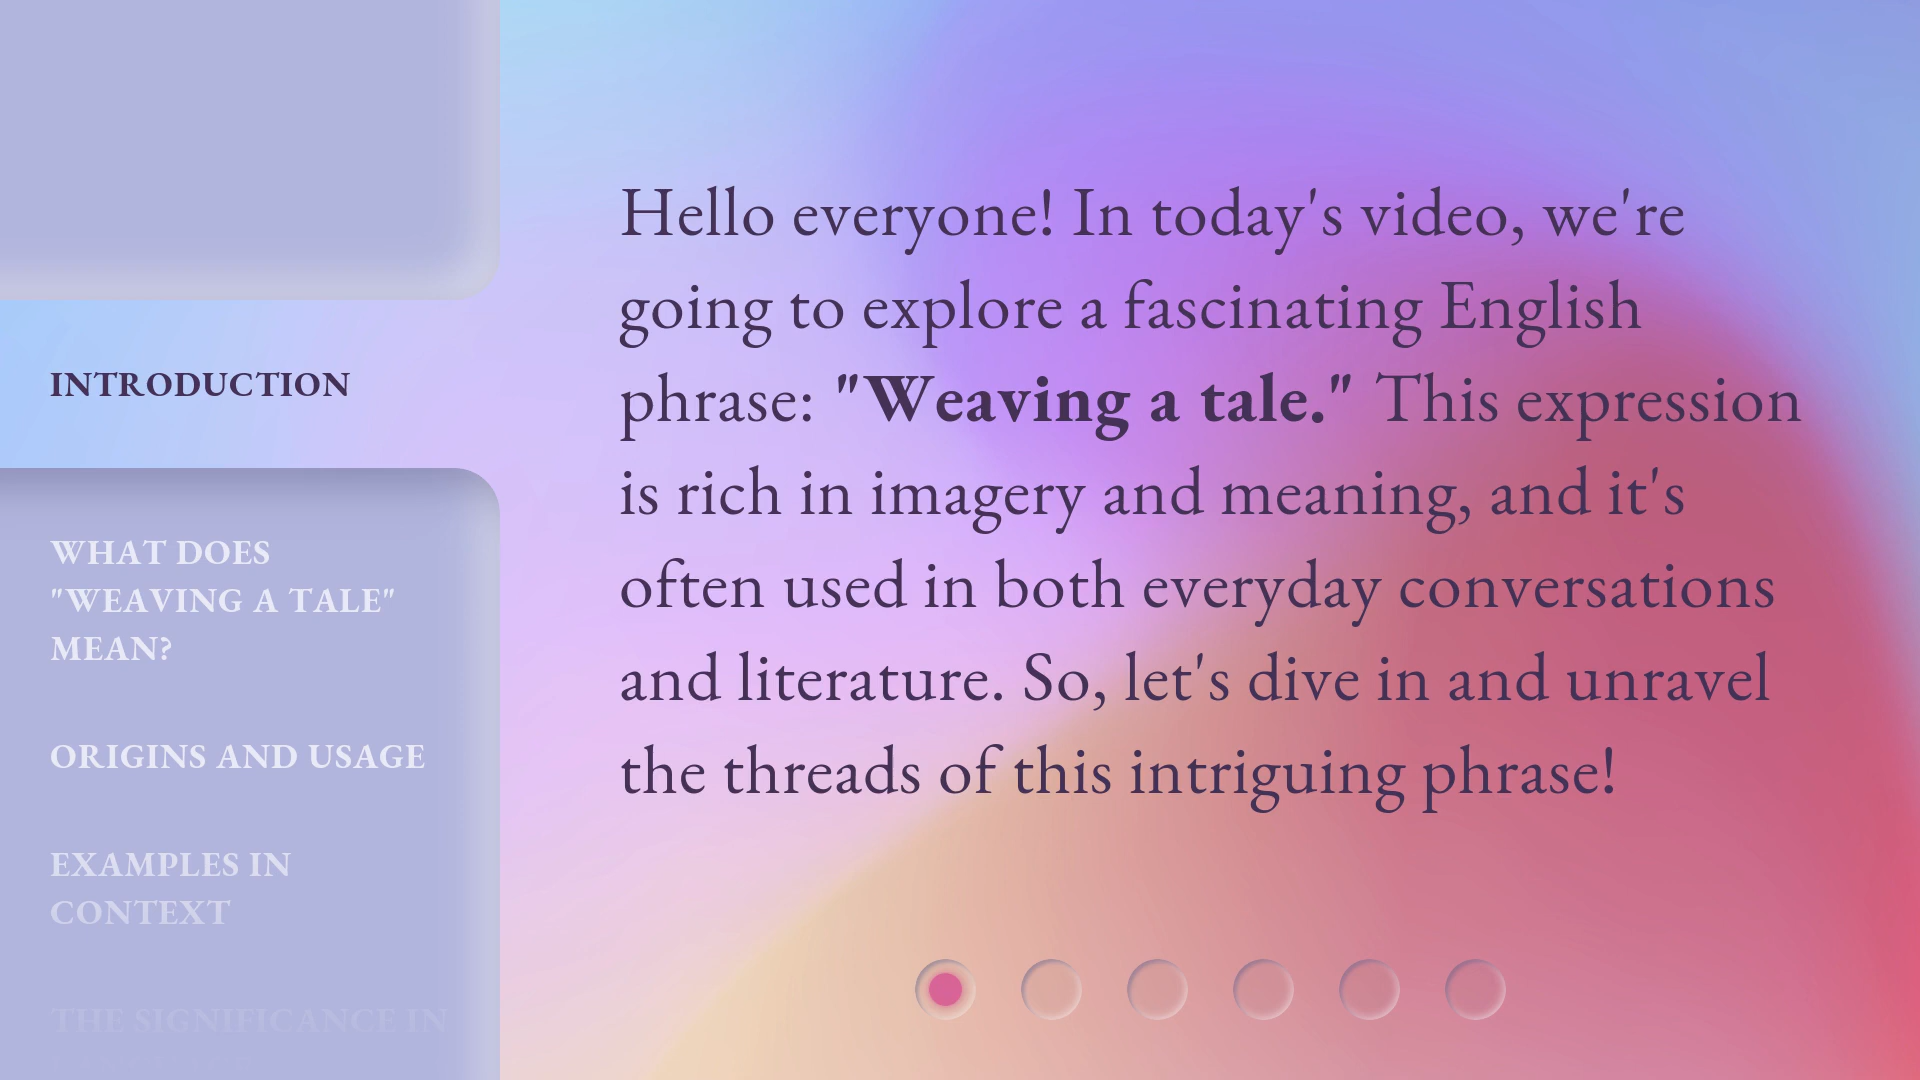 INTRODUCTION
WHAT DOES
"WEAVING A TALE"
MEAN?
ORIGINS AND USAGE
EXAMPLES IN
CONTEXT
THE SIGNIFICANCE IN
Hello everyone! In today's video, we're
going to explore a fascinating English
phrase: "Weaving a tale." This expression
is rich in imagery and meaning, and it's
often used in both everyday conversations
and literature. So, let's dive in and unravel
the threads of this intriguing phrase!